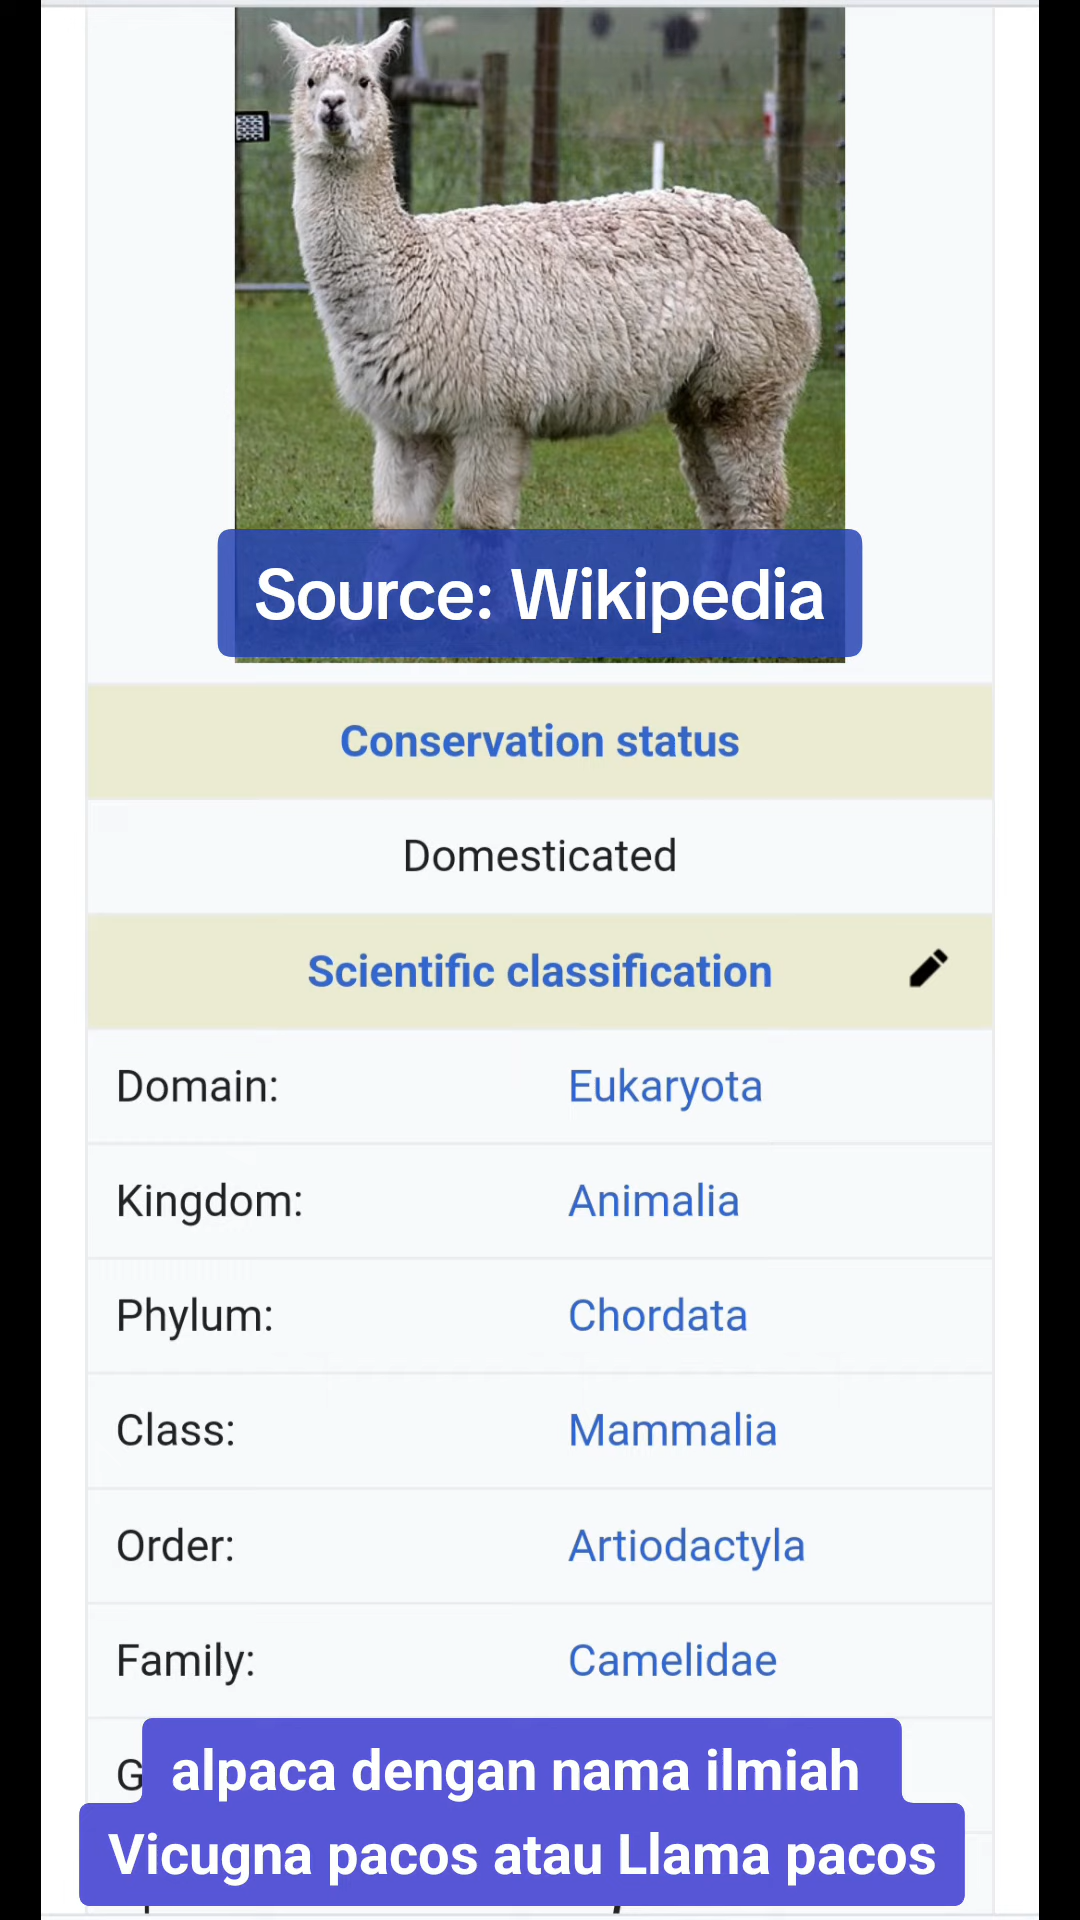 Source: Wikipedia
Conservation status
Domesticated
Scientific classification
Domain: Eukaryota
Kingdom: Animalia
Phylum: Chordata
Class: Mammalia
Order: Artiodactyla
Family: Camelidae
G
alpaca dengan nama ilmiah
Vicugna pacos atau Llama pacos